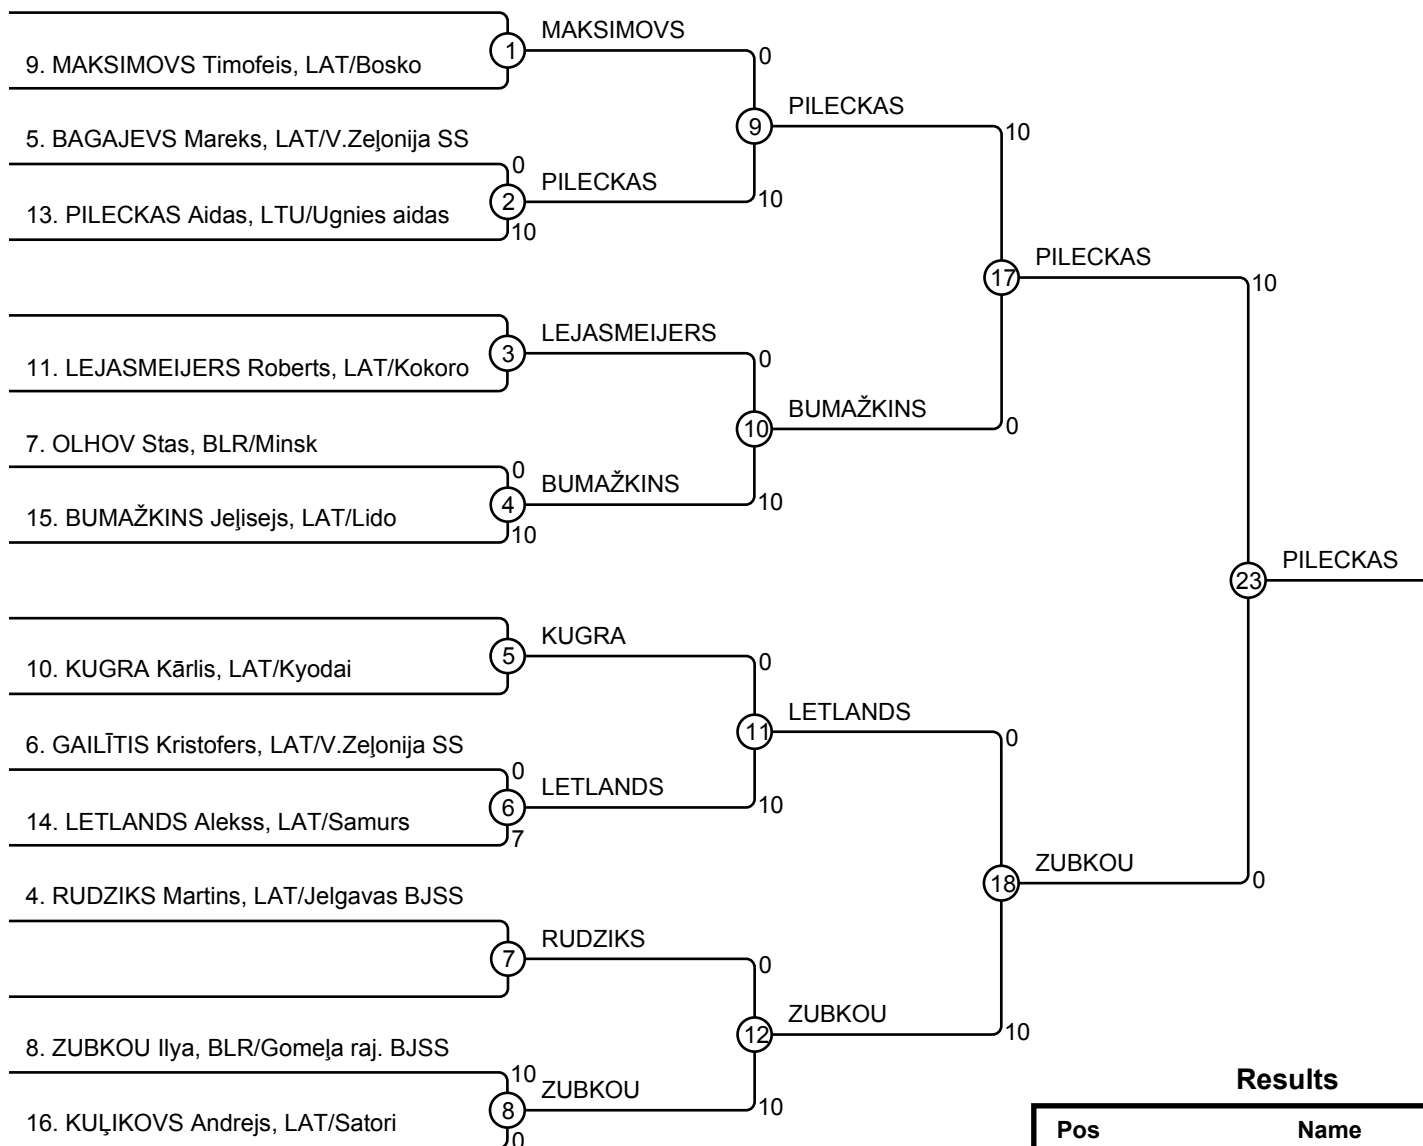 MAKSIMOVS
1
0
9. MAKSIMOVS Timofeis, LAT/Bosko
PILECKAS
9
10
5. BAGAJEVS Mareks, LAT/V.Zeļonija SS
0
PILECKAS
2
10
13. PILECKAS Aidas, LTU/Ugnies aidas
10
PILECKAS
17
10
LEJASMEIJERS
3
0
11. LEJASMEIJERS Roberts, LAT/Kokoro
BUMAŽKINS
10
0
7. OLHOV Stas, BLR/Minsk
0
BUMAŽKINS
4
10
15. BUMAŽKINS Jeļisejs, LAT/Lido
10
PILECKAS
23
KUGRA
5
0
10. KUGRA Kārlis, LAT/Kyodai
LETLANDS
11
0
6. GAILĪTIS Kristofers, LAT/V.Zeļonija SS
0
LETLANDS
6
10
14. LETLANDS Alekss, LAT/Samurs
7
ZUBKOU
18
0
4. RUDZIKS Martins, LAT/Jelgavas BJSS
RUDZIKS
7
0
ZUBKOU
12
10
8. ZUBKOU Ilya, BLR/Gomeļa raj. BJSS
10
ZUBKOU
8
10
16. KUĻIKOVS Andrejs, LAT/Satori
0
Results
Pos Name